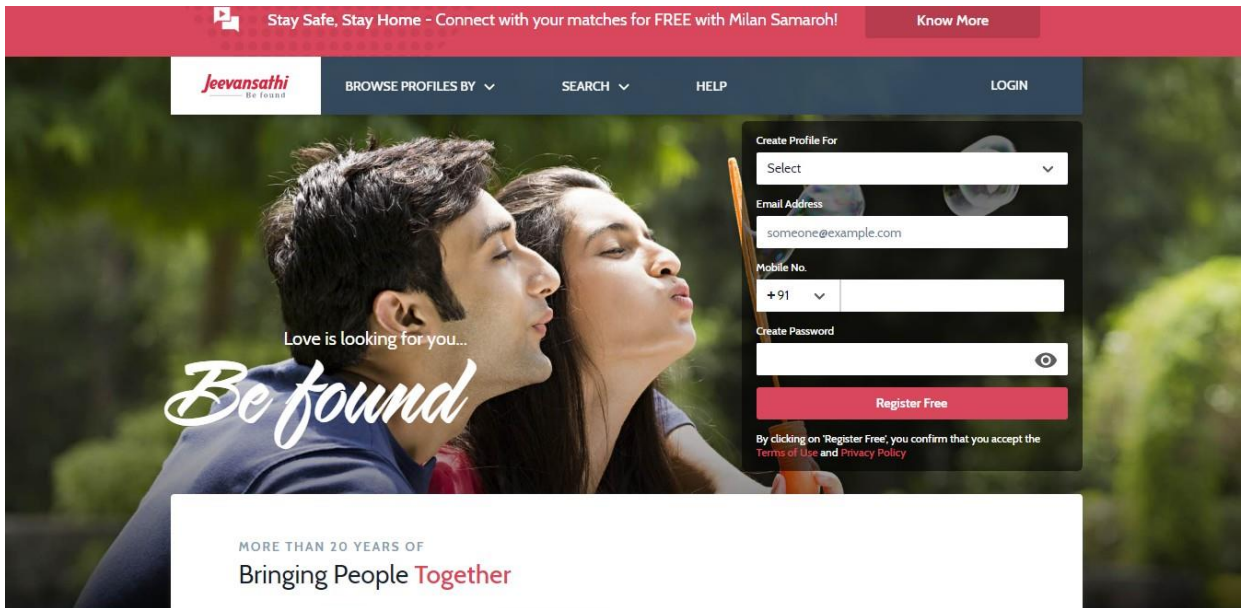 Stay Safe, Stay Home - Connect with your matches for FREE with Milan Samaroh!
Know More
Jeevansathi
Be found
BROWSE PROFILES BY
SEARCH
HELP
LOGIN
Create Profile For
Select
Email Address
someone@example.com
Mobile No.
+91
Create Password
Register Free
By clicking on 'Register Free', you confirm that you accept the
Terms of Use and Privacy Policy
Love is looking for you...
Be found
MORE THAN 20 YEARS OF
Bringing People Together